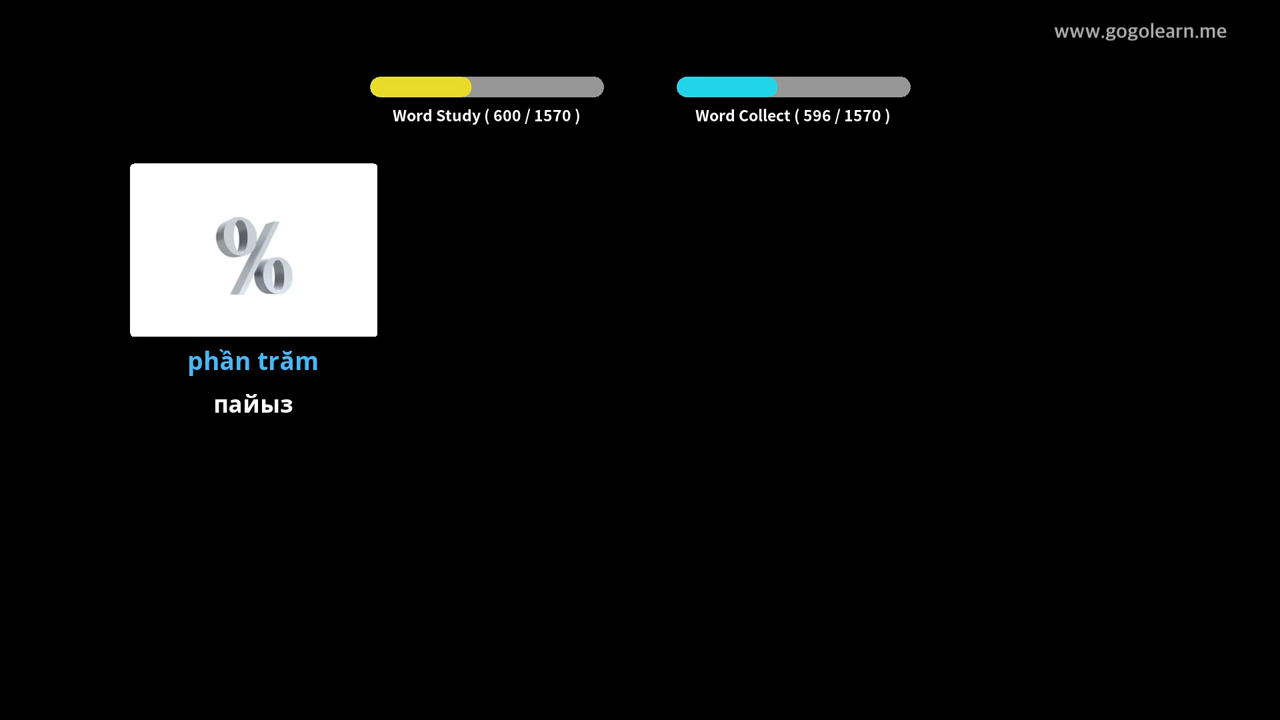 www.gogolearn.me
Word Study ( 600 / 1570 )
Word Collect ( 596 / 1570 )
%
phần trăm
пайыз